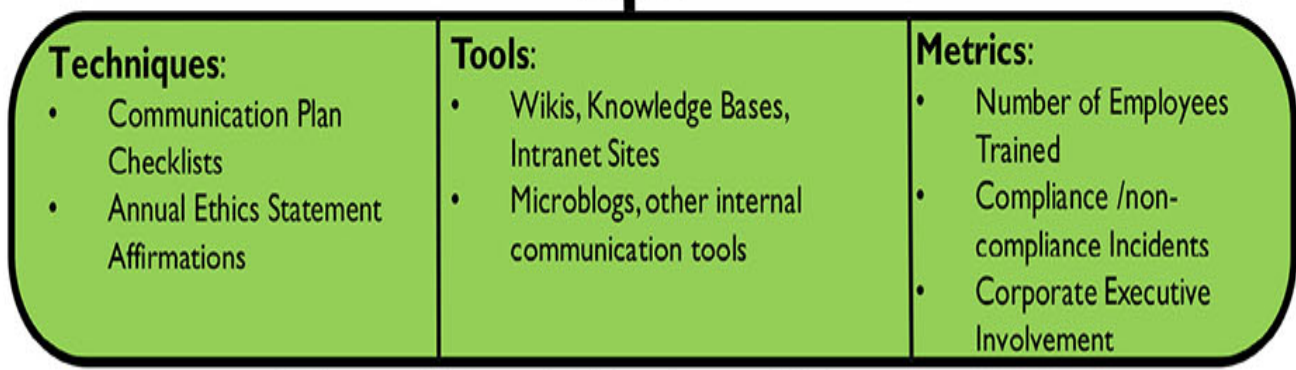 Techniques:
• Communication Plan
Checklists
• Annual Ethics Statement
Affirmations
Tools:
• Wikis, Knowledge Bases,
Intranet Sites
• Microblogs, other internal
communication tools
Metrics:
• Number of Employees
Trained
• Compliance /non-
compliance Incidents
• Corporate Executive
Involvement